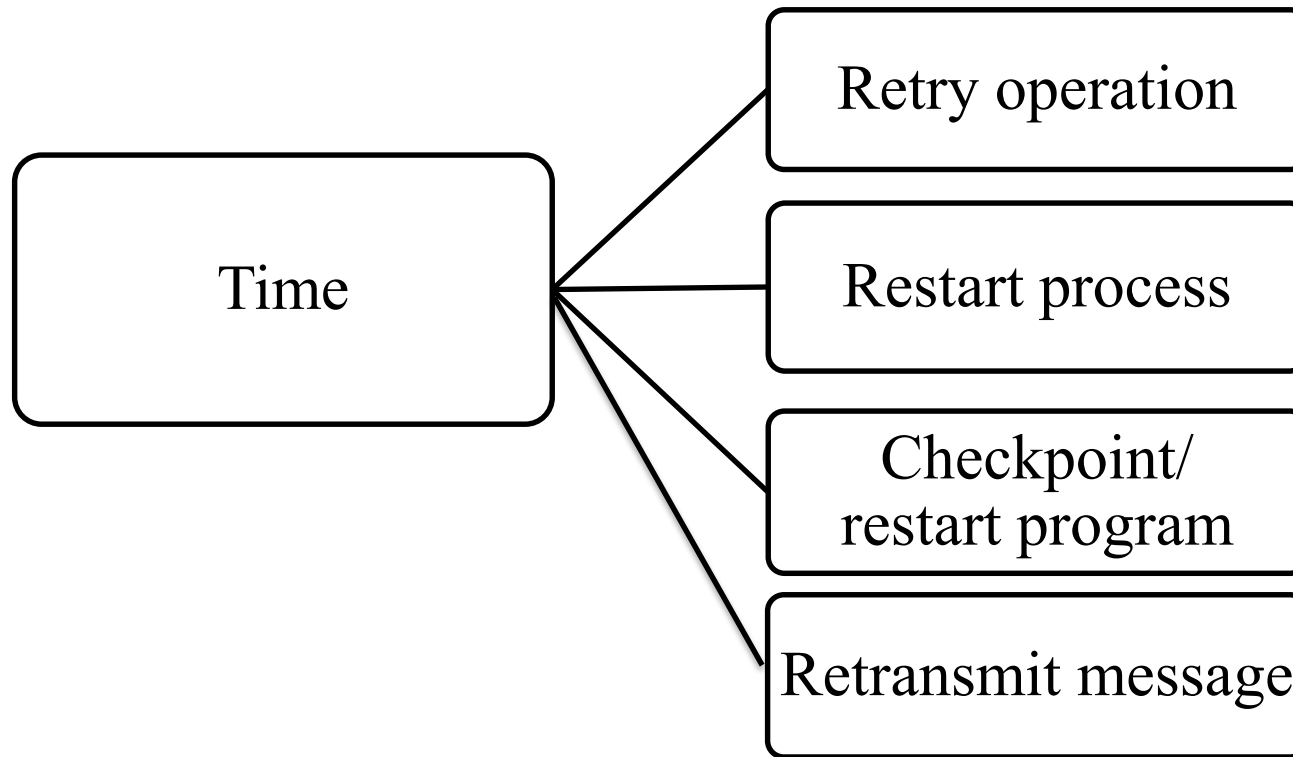 Time
Retry operation
Restart process
Checkpoint/
restart program
Retransmit message